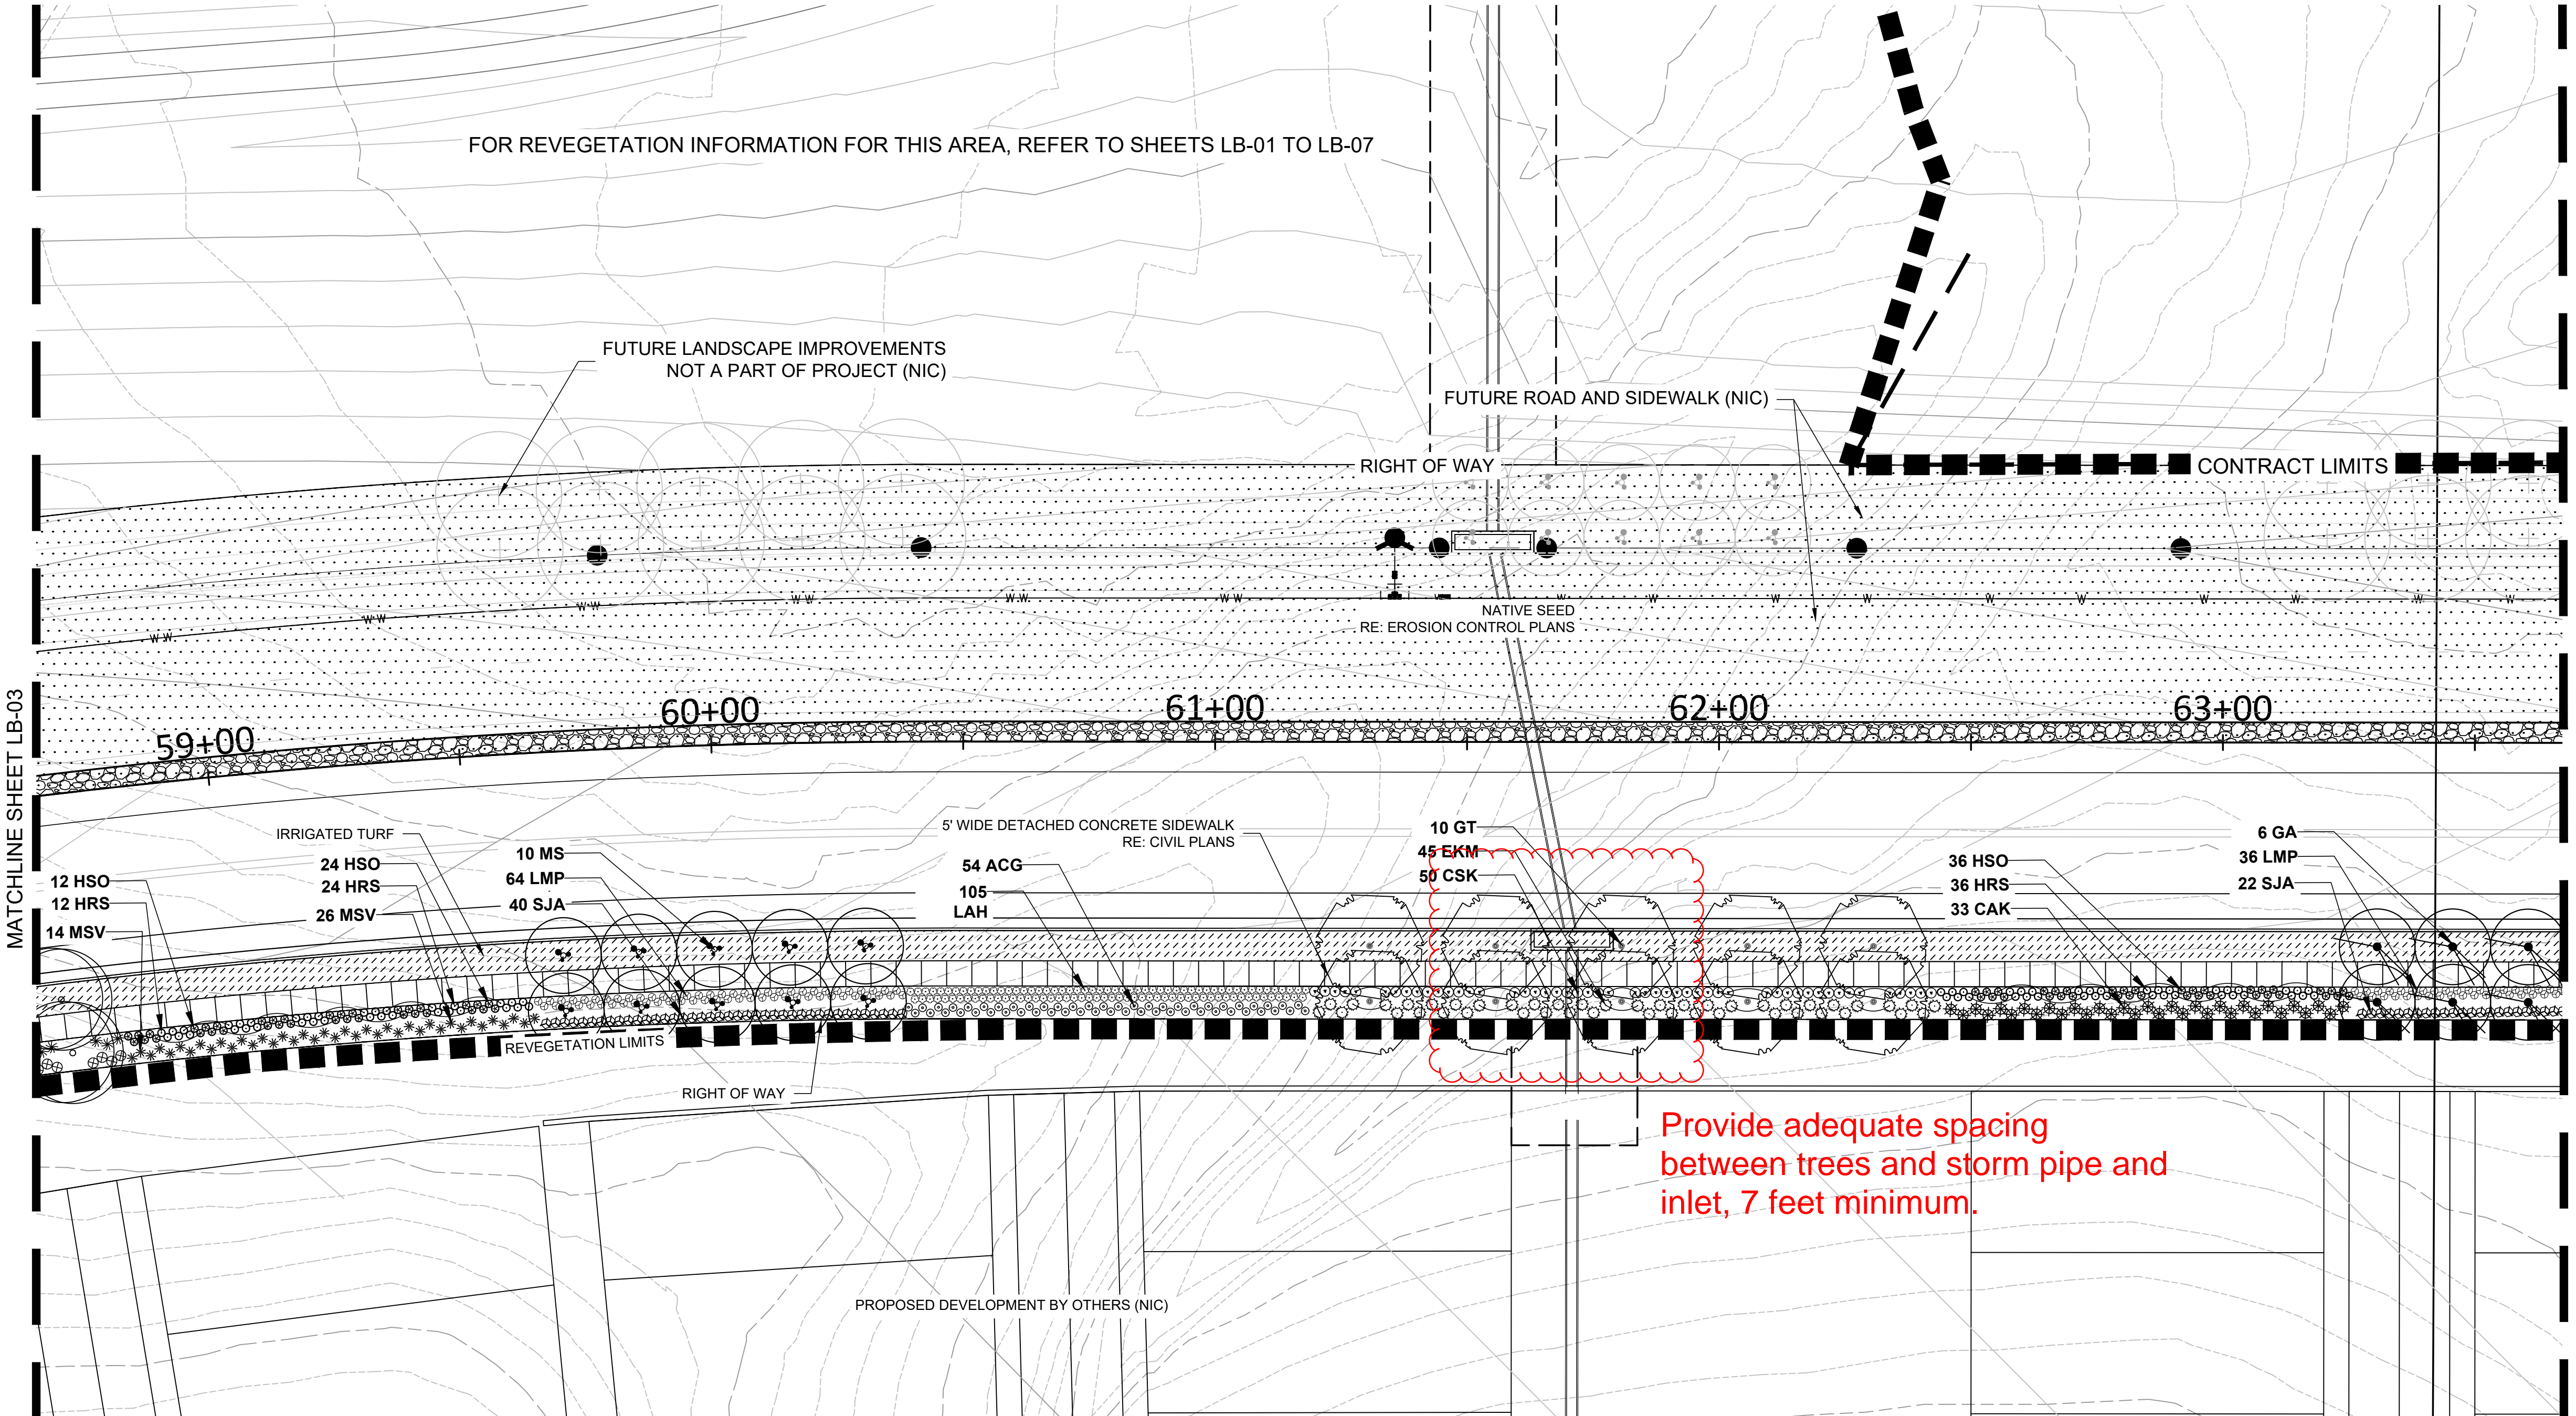 FOR REVEGETATION INFORMATION FOR THIS AREA, REFER TO SHEETS LB-01 TO LB-07
FUTURE LANDSCAPE IMPROVEMENTS
NOT A PART OF PROJECT (NIC)
FUTURE ROAD AND SIDEWALK (NIC)
RIGHT OF WAY
CONTRACT LIMITS
W W
W W
W W
W W
W W
W W
W
W
W
W
W
W
W
W
W
W
NATIVE SEED
RE: EROSION CONTROL PLANS
MATCHLINE SHEET LB-03
59+00
60+00
61+00
62+00
63+00
12 HSO
12 HRS
14 MSV
IRRIGATED TURF
24 HSO
24 HRS
26 MSV
10 MS
64 LMP
40 SJA
5' WIDE DETACHED CONCRETE SIDEWALK
RE: CIVIL PLANS
54 ACG
105
LAH
10 GT
45 EKM
50 CSK
36 HSO
36 HRS
33 CAK
6 GA
36 LMP
22 SJA
REVEGETATION LIMITS
RIGHT OF WAY
Provide adequate spacing
between trees and storm pipe and
inlet, 7 feet minimum.
PROPOSED DEVELOPMENT BY OTHERS (NIC)